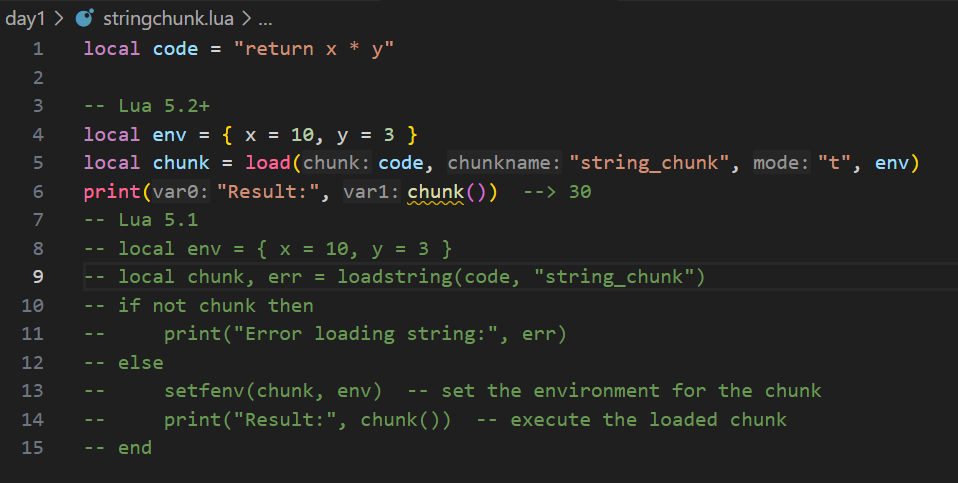 day1 > stringchunk.lua > ...
1 local code = "return x * y"
2
3 -- Lua 5.2+
4 local env = { x = 10, y = 3 }
5 local chunk = load(chunk: code, chunkname: "string_chunk", mode: "t", env)
6 print(var0: "Result:", var1: chunk())  --> 30
7 -- Lua 5.1
8 -- local env = { x = 10, y = 3 }
9 -- local chunk, err = loadstring(code, "string_chunk")
10 -- if not chunk then
11 --     print("Error loading string:", err)
12 -- else
13 --     setfenv(chunk, env)  -- set the environment for the chunk
14 --     print("Result:", chunk())  -- execute the loaded chunk
15 -- end